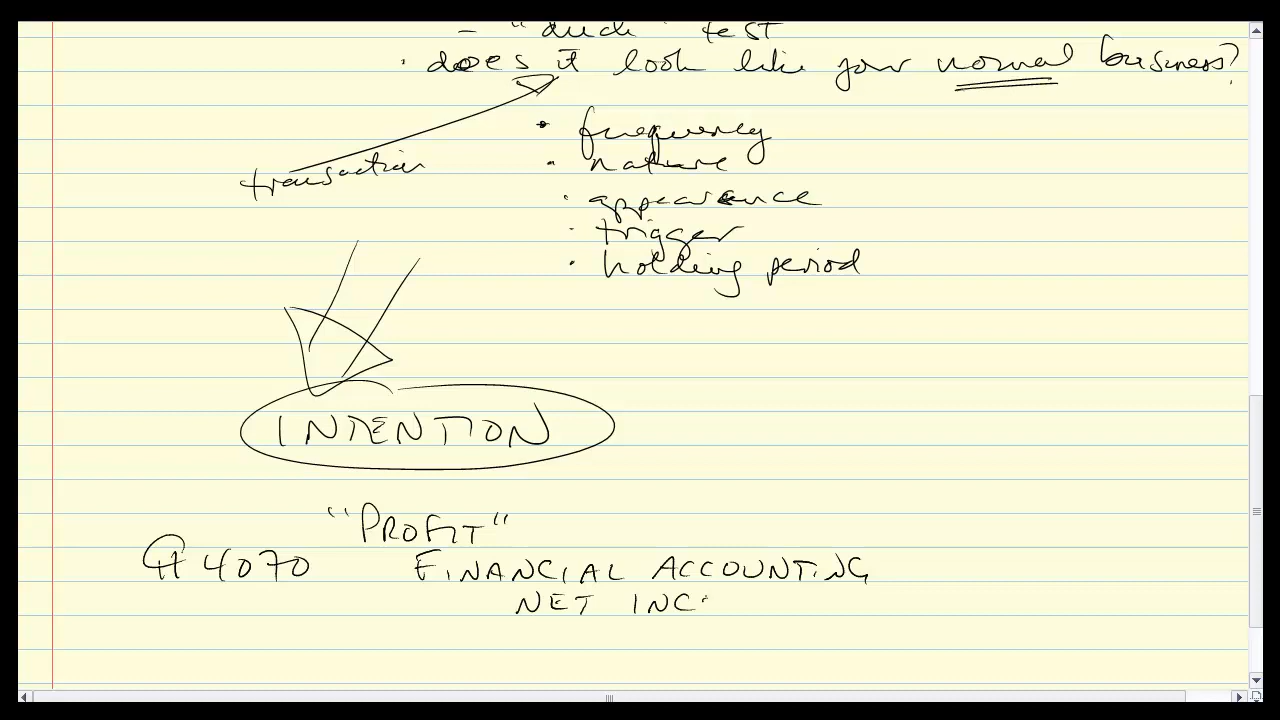 - "duck" test
· does it look like your normal business?
· frequency
transaction
· nature
· appearance
· trigger
· holding period
INTENTION
"PROFIT"
4070 FINANCIAL ACCOUNTING
NET INC